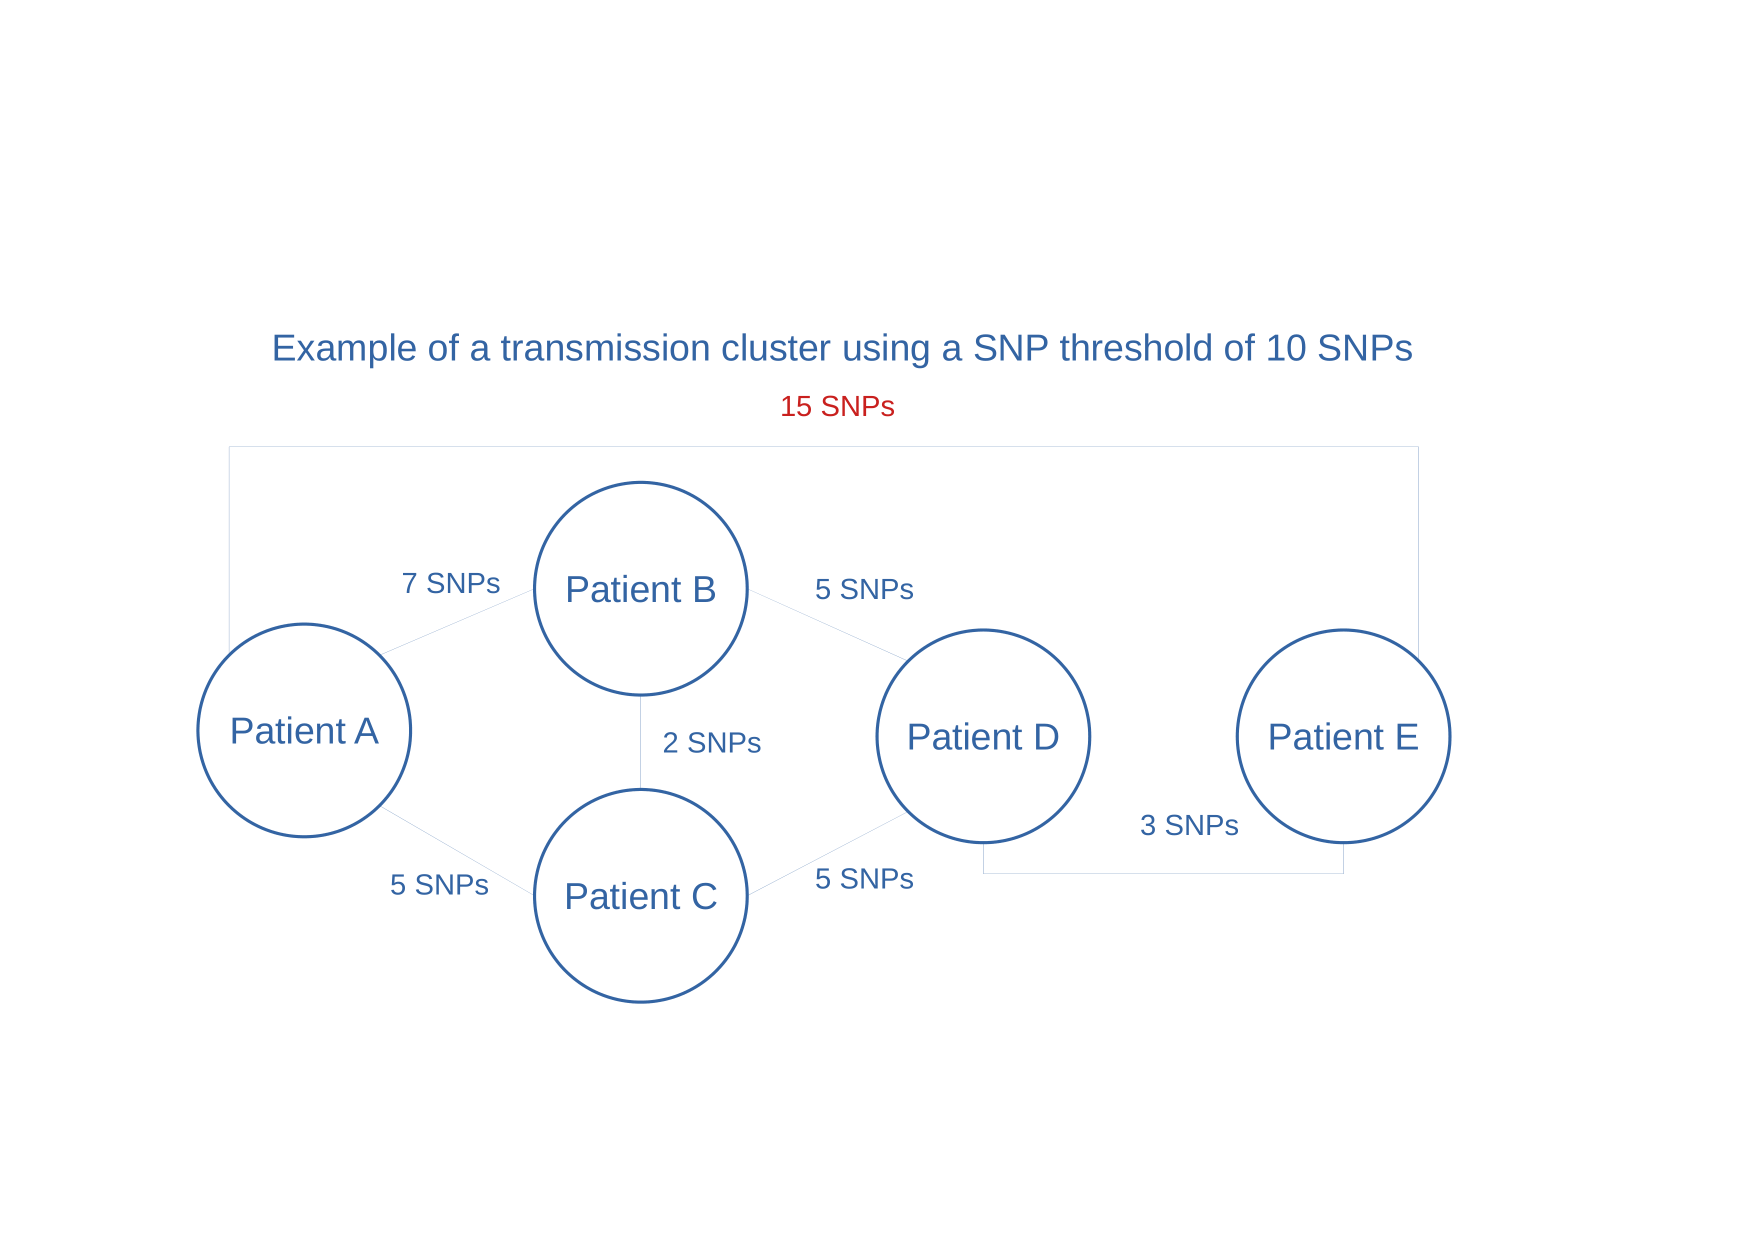 Example of a transmission cluster using a SNP threshold of 10 SNPs
15 SNPs
7 SNPs
Patient B
5 SNPs
Patient A
2 SNPs
Patient D
Patient E
3 SNPs
5 SNPs
Patient C
5 SNPs